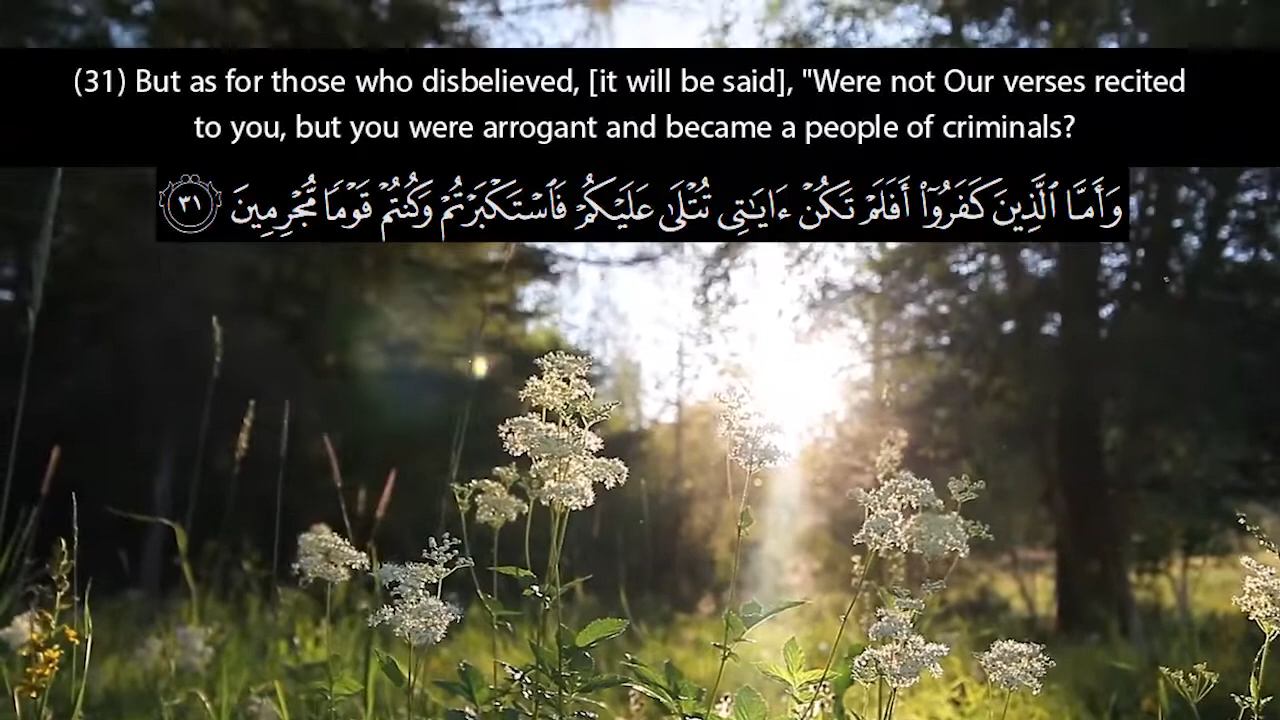 (31) But as for those who disbelieved, [it will be said], "Were not Our verses recited
to you, but you were arrogant and became a people of criminals?
وَأَمَّا ٱلَّذِينَ كَفَرُوٓا۟ أَفَلَمْ تَكُنْ ءَايَـٰتِى تُتْلَىٰ عَلَيْكُمْ فَٱسْتَكْبَرْتُمْ وَكُنتُمْ قَوْمًا مُّجْرِمِينَ ٣١